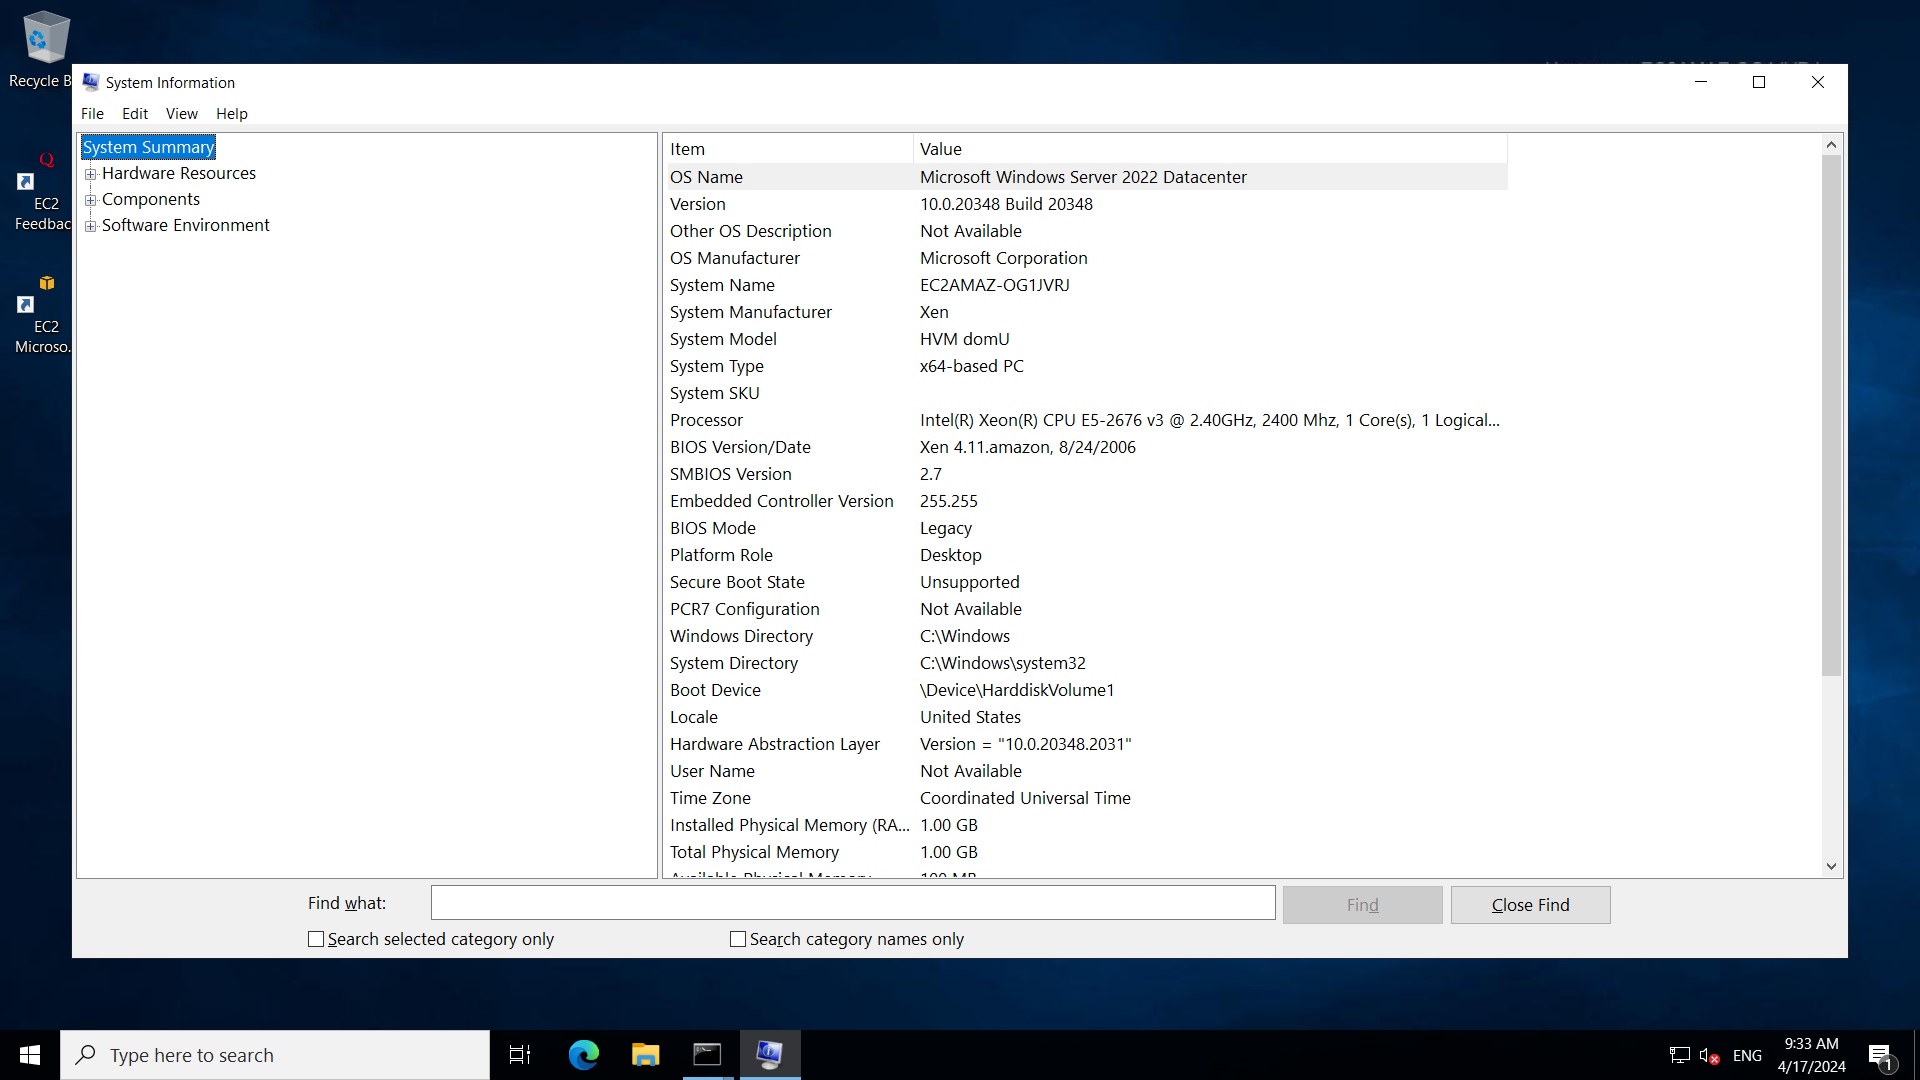 Recycle B
System Information
File Edit View Help
System Summary
Hardware Resources
Components
Software Environment
Q
EC2
Feedbac
EC2
Microso.
Item Value
OS Name Microsoft Windows Server 2022 Datacenter
Version 10.0.20348 Build 20348
Other OS Description Not Available
OS Manufacturer Microsoft Corporation
System Name EC2AMAZ-OG1JVRJ
System Manufacturer Xen
System Model HVM domU
System Type x64-based PC
System SKU
Processor Intel(R) Xeon(R) CPU E5-2676 v3 @ 2.40GHz, 2400 Mhz, 1 Core(s), 1 Logical...
BIOS Version/Date Xen 4.11.amazon, 8/24/2006
SMBIOS Version 2.7
Embedded Controller Version 255.255
BIOS Mode Legacy
Platform Role Desktop
Secure Boot State Unsupported
PCR7 Configuration Not Available
Windows Directory C:\Windows
System Directory C:\Windows\system32
Boot Device \Device\HarddiskVolume1
Locale United States
Hardware Abstraction Layer Version = "10.0.20348.2031"
User Name Not Available
Time Zone Coordinated Universal Time
Installed Physical Memory (RA... 1.00 GB
Total Physical Memory 1.00 GB
Find what: Find Close Find
Search selected category only Search category names only
Type here to search
ENG
9:33 AM
4/17/2024
1